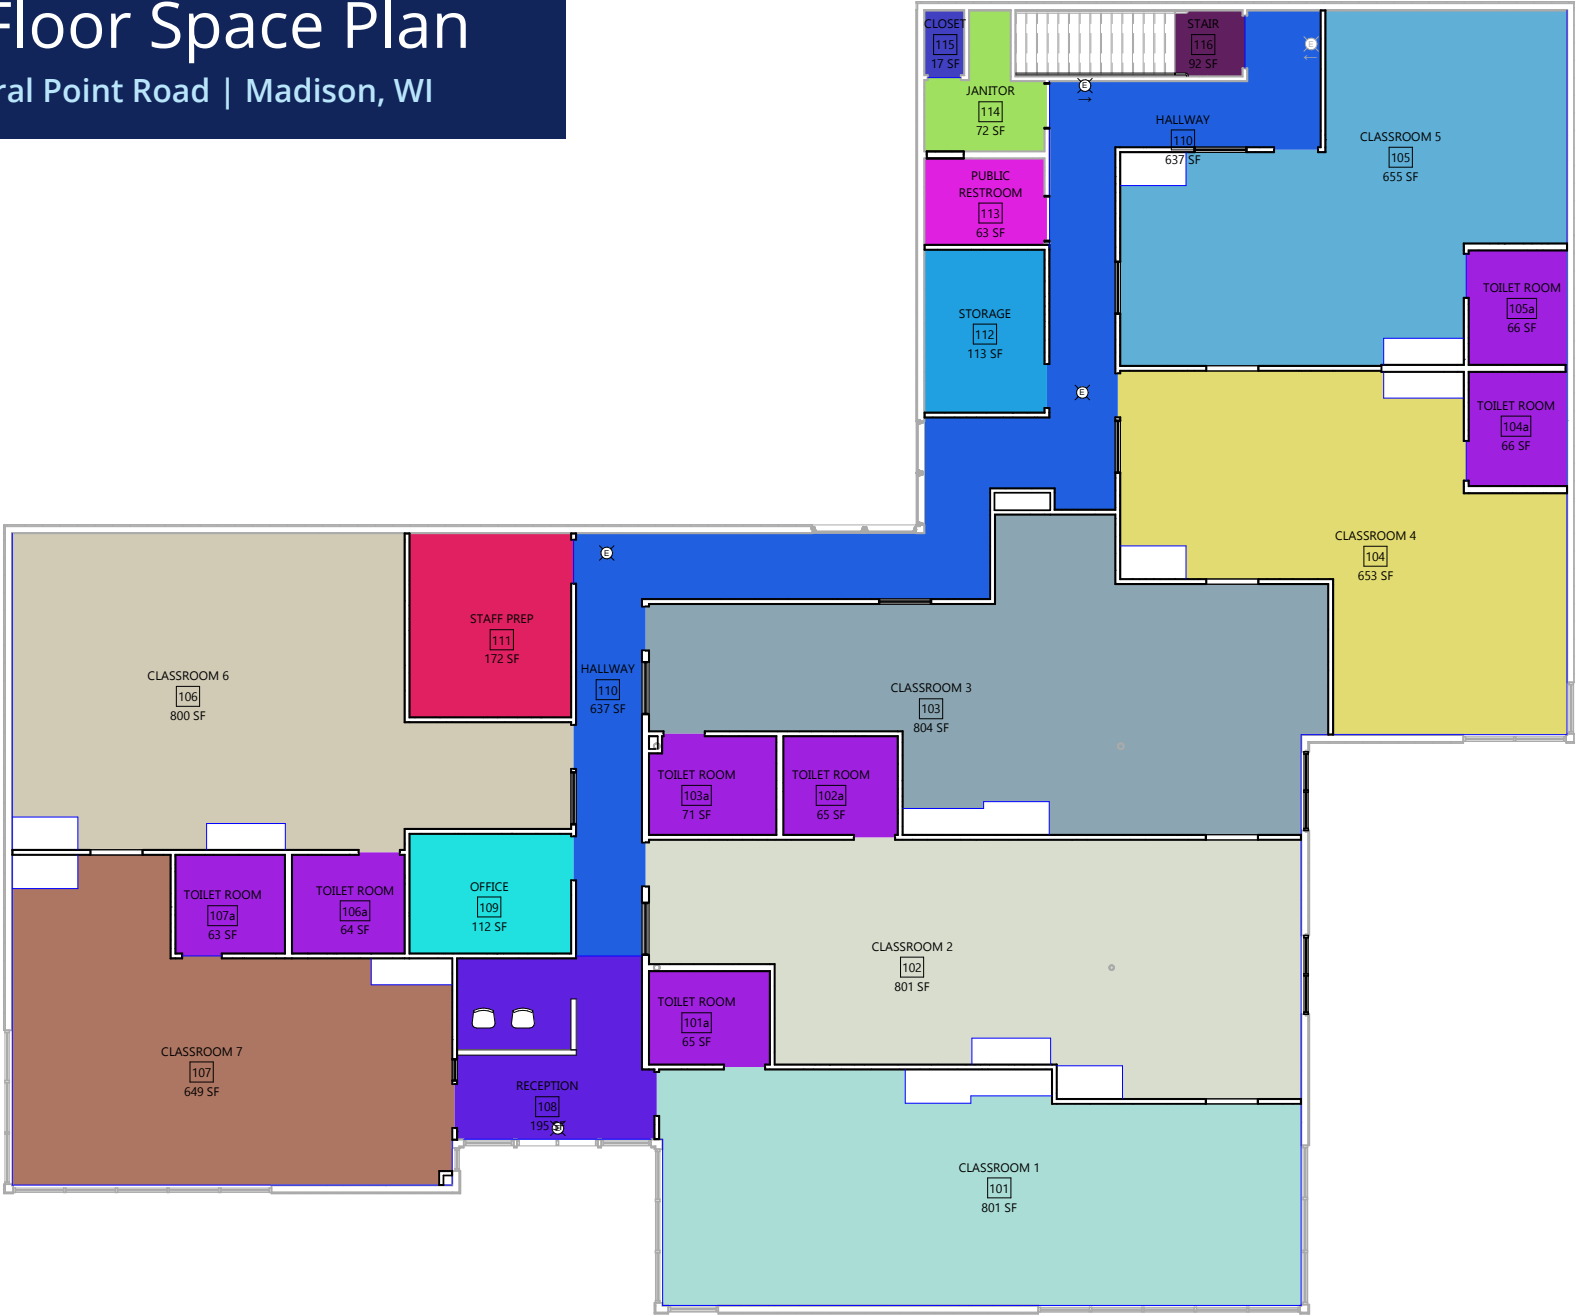 Floor Space Plan
ral Point Road | Madison, WI
CLOSET
115
17 SF
STAIR
116
92 SF
E
←
JANITOR
114
72 SF
E
→
HALLWAY
110
637 SF
CLASSROOM 5
105
655 SF
PUBLIC
RESTROOM
113
63 SF
STORAGE
112
113 SF
TOILET ROOM
105a
66 SF
E
TOILET ROOM
104a
66 SF
CLASSROOM 4
104
653 SF
E
STAFF PREP
111
172 SF
HALLWAY
110
637 SF
CLASSROOM 6
106
800 SF
CLASSROOM 3
103
804 SF
TOILET ROOM
103a
71 SF
TOILET ROOM
102a
65 SF
TOILET ROOM
107a
63 SF
TOILET ROOM
106a
64 SF
OFFICE
109
112 SF
CLASSROOM 2
102
801 SF
TOILET ROOM
101a
65 SF
CLASSROOM 7
107
649 SF
RECEPTION
108
195 SF
CLASSROOM 1
101
801 SF